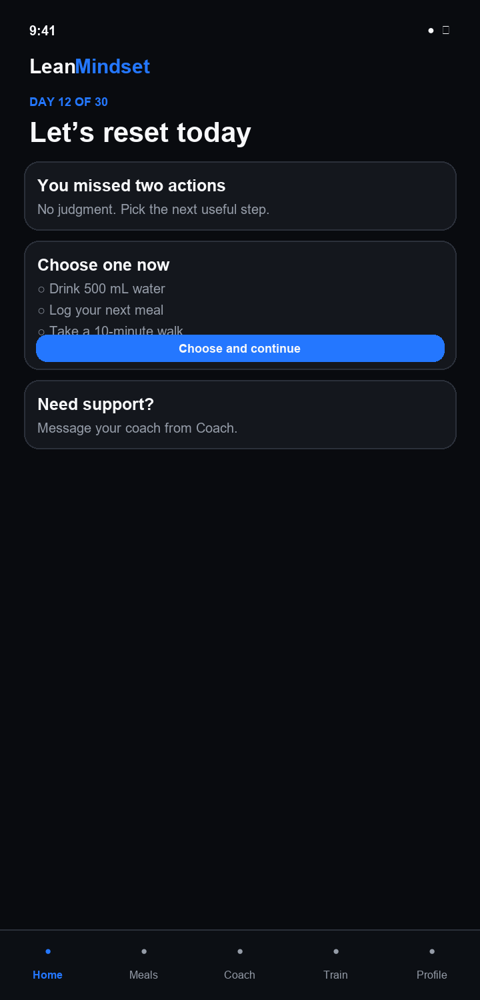 9:41
LeanMindset
DAY 12 OF 30
Let’s reset today
You missed two actions
No judgment. Pick the next useful step.
Choose one now
○ Drink 500 mL water
○ Log your next meal
○ Take a 10-minute walk
Choose and continue
Need support?
Message your coach from Coach.
Home Meals Coach Train Profile